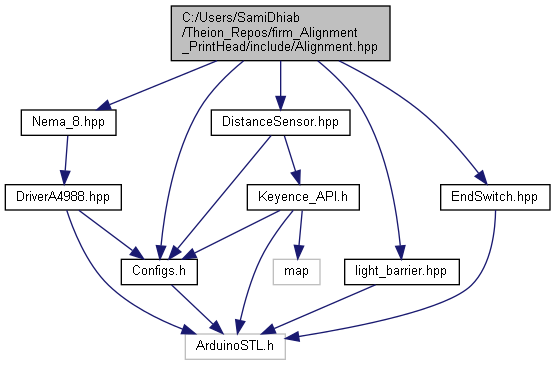 C:/Users/SamiDhiab
/Theion_Repos/firm_Alignment
_PrintHead/include/Alignment.hpp
Nema_8.hpp
DistanceSensor.hpp
DriverA4988.hpp
Keyence_API.h
EndSwitch.hpp
Configs.h
map
light_barrier.hpp
ArduinoSTL.h